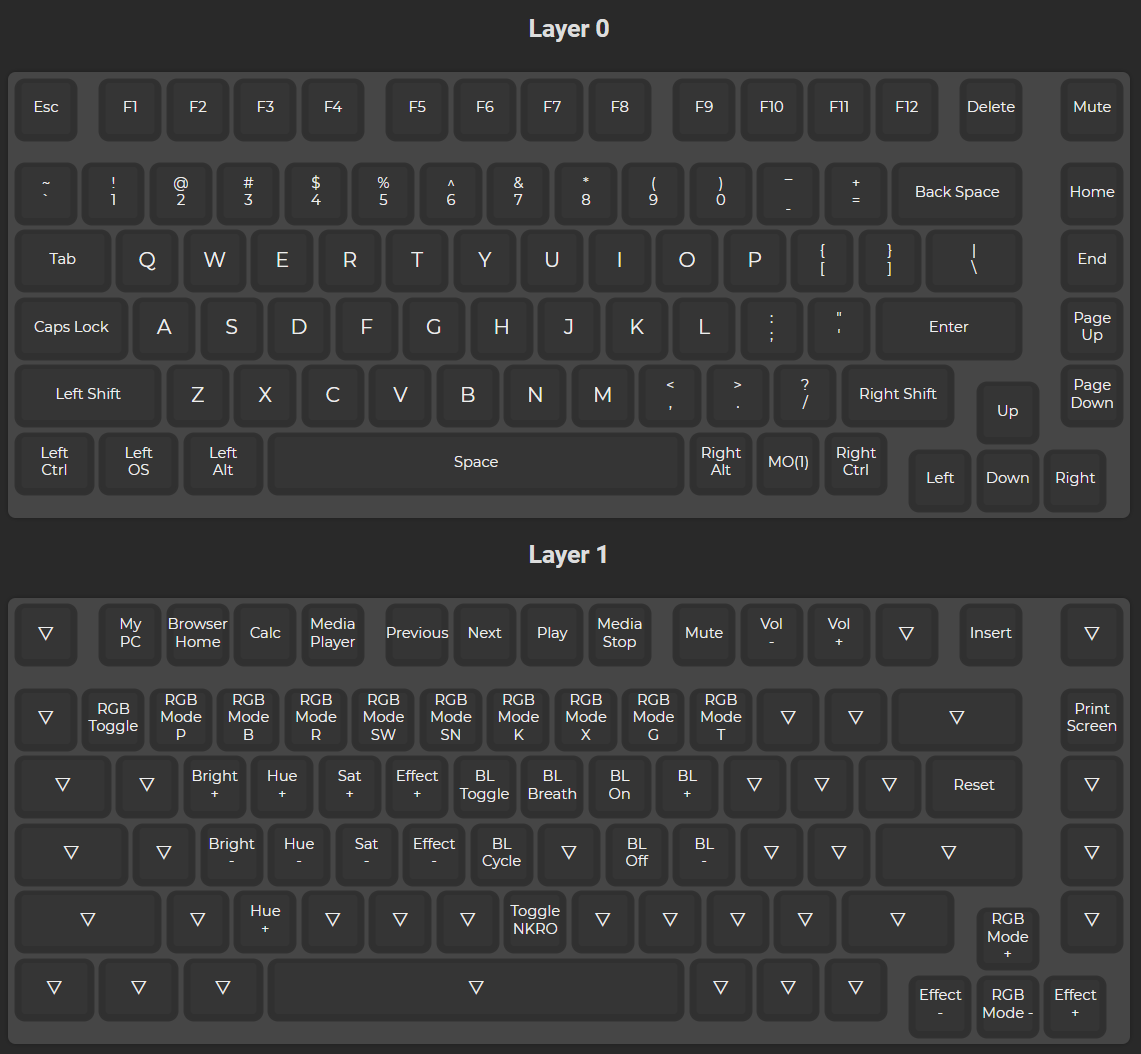 Layer 0
Esc F1 F2 F3 F4 F5 F6 F7 F8 F9 F10 F11 F12 Delete Mute
~ ! @ # $ % ^ & * ( ) _ +
` 1 2 3 4 5 6 7 8 9 0 - = Back Space Home
Tab Q W E R T Y U I O P { } | End
[ ] \
Caps Lock A S D F G H J K L : " Enter Page
; ' Up
Left Shift Z X C V B N M < > ? Right Shift Up Page
, . / Down
Left Left Left Space Right MO(1) Right Left Down Right
Ctrl OS Alt Alt Ctrl
Layer 1
▽ My Browser Calc Media Previous Next Play Media Mute Vol Vol ▽ Insert ▽
PC Home Player Stop - +
▽ RGB RGB RGB RGB RGB RGB RGB RGB RGB RGB ▽ ▽ ▽ Print
Toggle Mode Mode Mode Mode Mode Mode Mode Mode Mode Screen
P B R SW SN K X G T
▽ ▽ Bright Hue Sat Effect BL BL BL BL ▽ ▽ ▽ Reset ▽
+ + + + Toggle Breath On +
▽ ▽ Bright Hue Sat Effect BL ▽ BL BL ▽ ▽ ▽ ▽
- - - - Cycle Off -
▽ ▽ Hue ▽ ▽ ▽ Toggle ▽ ▽ ▽ ▽ ▽ RGB ▽
+ NKRO Mode
+
▽ ▽ ▽ ▽ ▽ ▽ ▽ Effect RGB Effect
- Mode - +